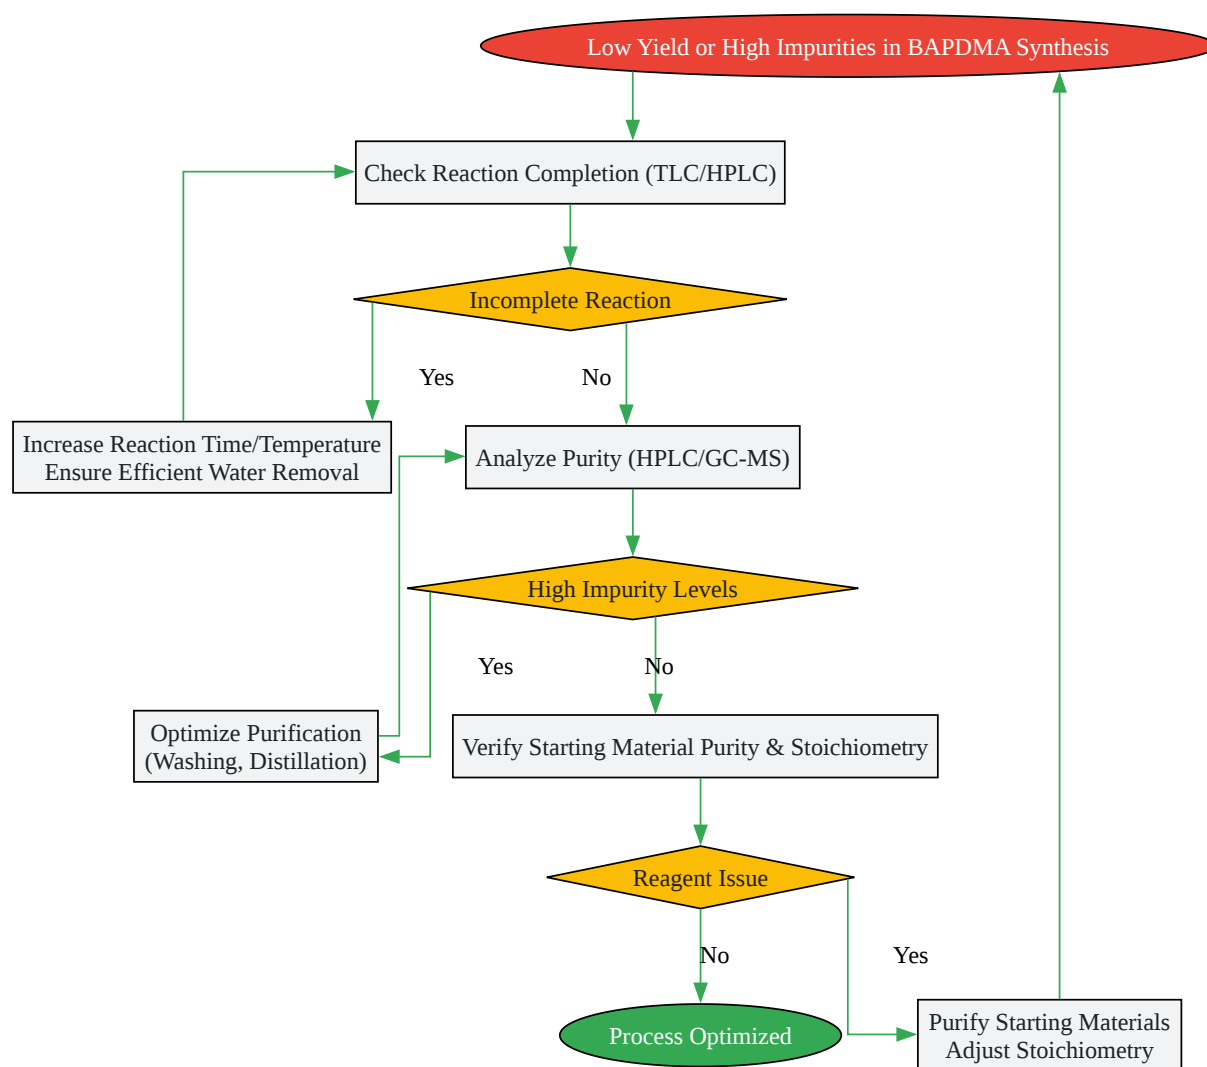 Low Yield or High Impurities in BAPDMA Synthesis
Check Reaction Completion (TLC/HPLC)
Incomplete Reaction
Yes
No
Increase Reaction Time/Temperature
Ensure Efficient Water Removal
Analyze Purity (HPLC/GC-MS)
High Impurity Levels
Yes
No
Optimize Purification
(Washing, Distillation)
Verify Starting Material Purity & Stoichiometry
Reagent Issue
No
Yes
Process Optimized
Purify Starting Materials
Adjust Stoichiometry